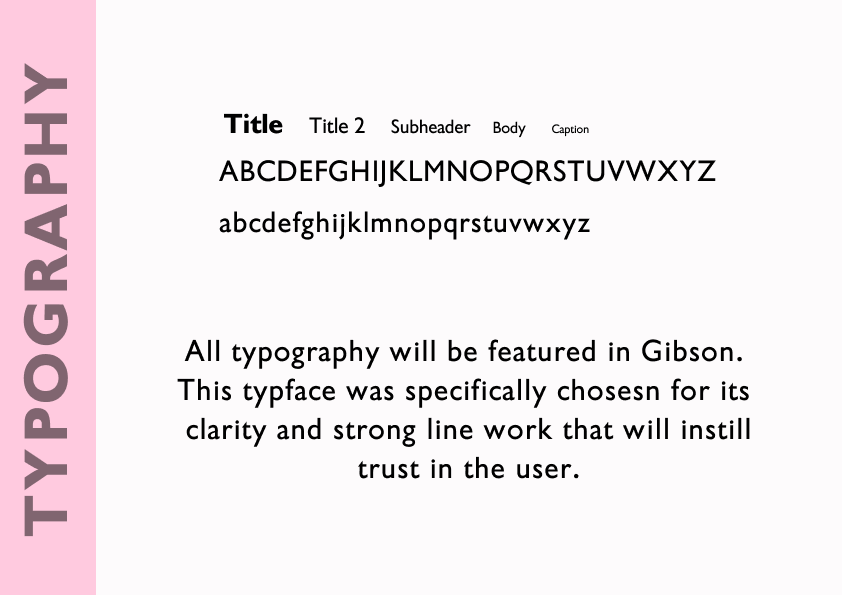 TYPOGRAPHY
Title Title 2 Subheader Body Caption
ABCDEFGHIJKLMNOPQRSTUVWXYZ
abcdefghijklmnopqrstuvwxyz
All typography will be featured in Gibson.
This typface was specifically chosesn for its
clarity and strong line work that will instill
trust in the user.